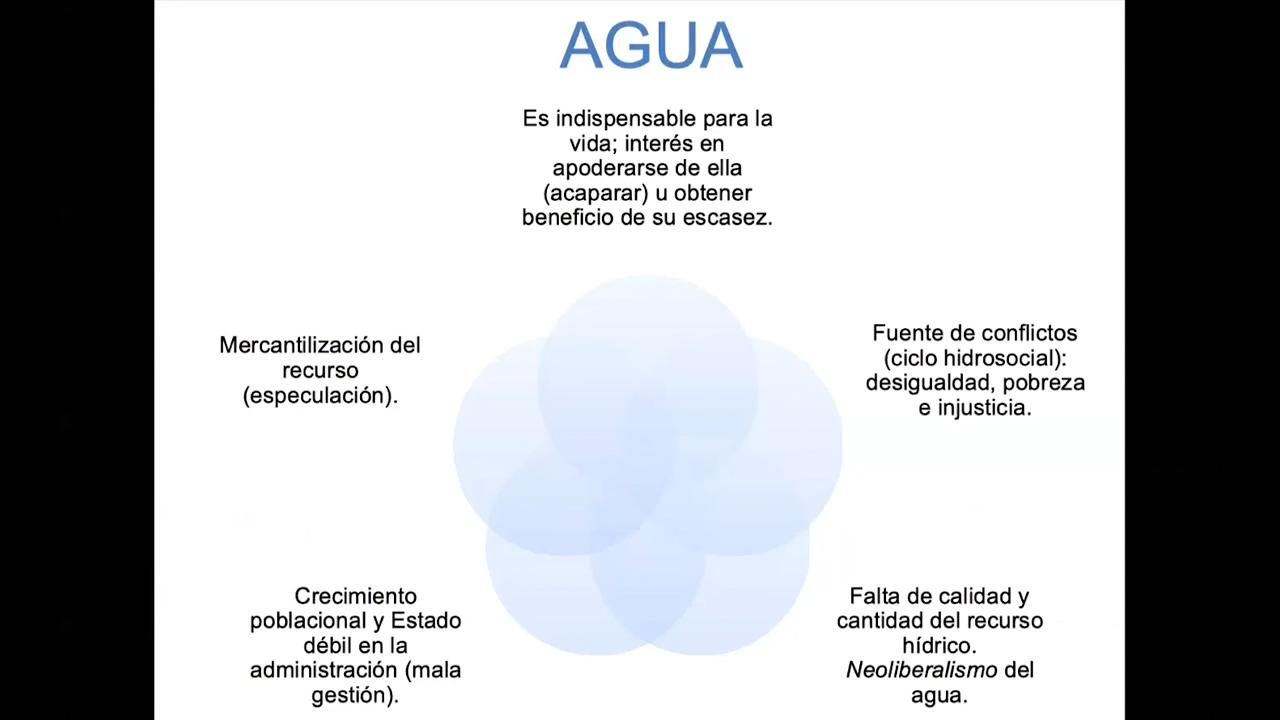 AGUA
Es indispensable para la
vida; interés en
apoderarse de ella
(acaparar) u obtener
beneficio de su escasez.
Mercantilización del
recurso
(especulación).
Fuente de conflictos
(ciclo hidrosocial):
desigualdad, pobreza
e injusticia.
Crecimiento
poblacional y Estado
débil en la
administración (mala
gestión).
Falta de calidad y
cantidad del recurso
hídrico.
Neoliberalismo del
agua.